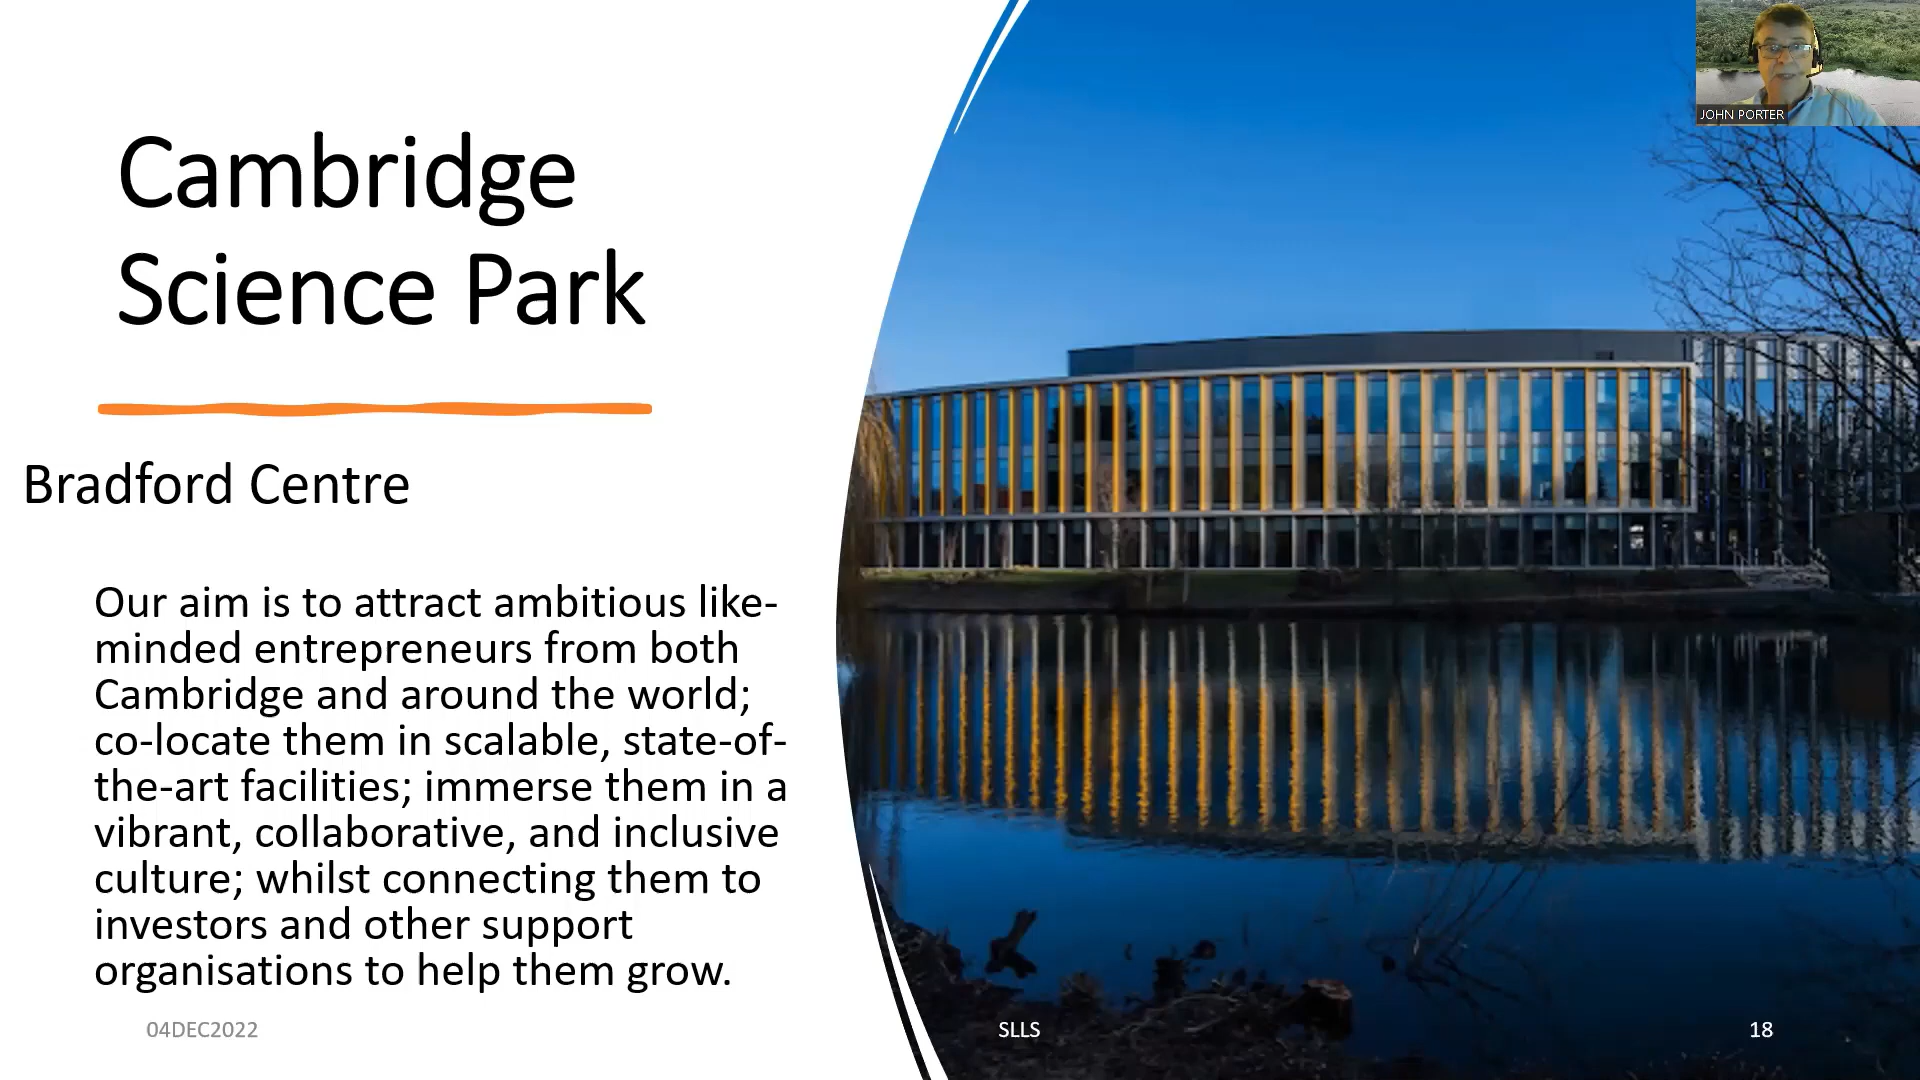 JOHN PORTER
Cambridge
Science Park
Bradford Centre
Our aim is to attract ambitious like-
minded entrepreneurs from both
Cambridge and around the world;
co-locate them in scalable, state-of-
the-art facilities; immerse them in a
vibrant, collaborative, and inclusive
culture; whilst connecting them to
investors and other support
organisations to help them grow.
04DEC2022
SLLS
18